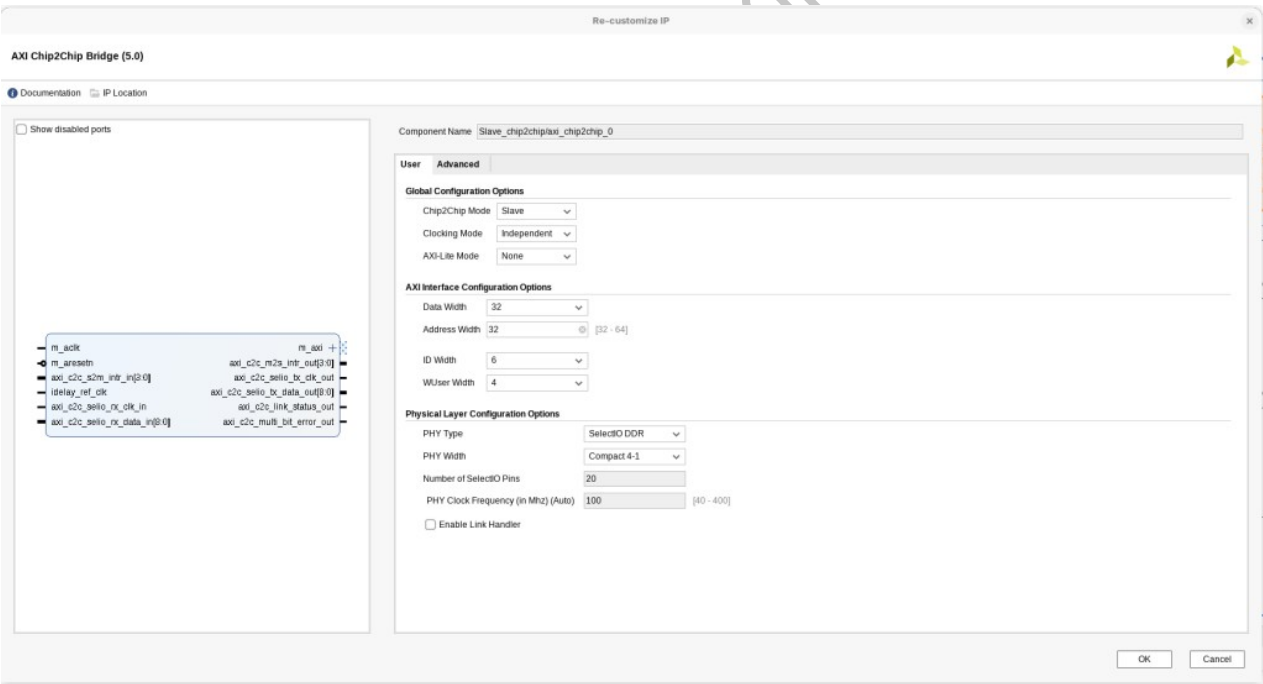 Re-customize IP
AXI Chip2Chip Bridge (5.0)
Documentation IP Location
Show disabled ports
m_aclk
m_aresetn
axi_c2c_s2m_intr_in[3:0]
idelay_ref_clk
axi_c2c_selio_rx_clk_in
axi_c2c_selio_rx_data_in[8:0]
m_axi
axi_c2c_m2s_intr_out[3:0]
axi_c2c_selio_tx_clk_out
axi_c2c_selio_tx_data_out[8:0]
axi_c2c_link_status_out
axi_c2c_multi_bit_error_out
Component Name Slave_chip2chip/axi_chip2chip_0
User Advanced
Global Configuration Options
Chip2Chip Mode Slave
Clocking Mode Independent
AXI-Lite Mode None
AXI Interface Configuration Options
Data Width 32
Address Width 32 [32 - 64]
ID Width 6
WUser Width 4
Physical Layer Configuration Options
PHY Type SelectIO DDR
PHY Width Compact 4-1
Number of SelectIO Pins 20
PHY Clock Frequency (in Mhz) (Auto) 100 [40 - 400]
Enable Link Handler
OK Cancel